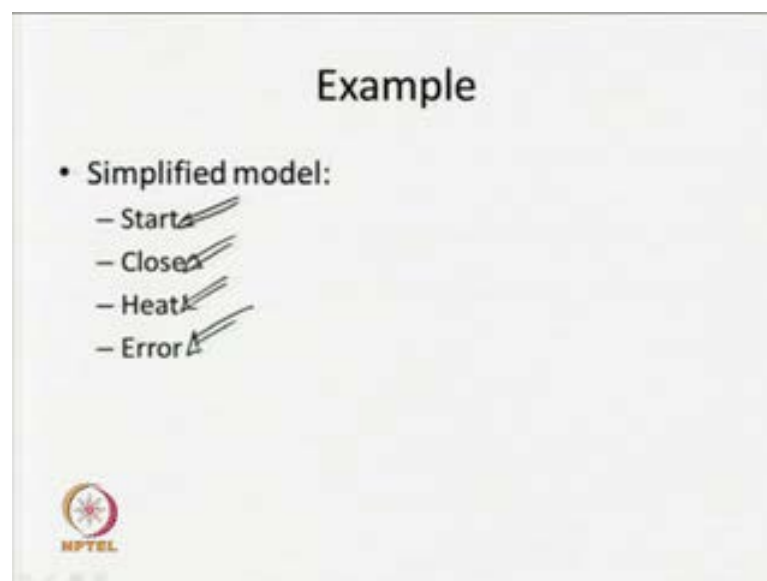 Example
• Simplified model:
– Start
– Close
– Heat
– Error
NPTEL